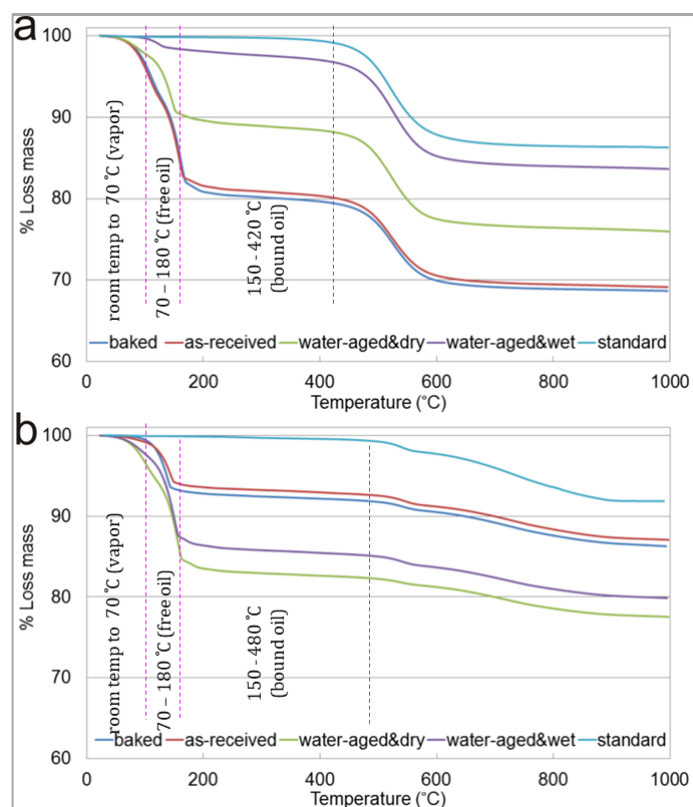 a
100
90
80
70
60
% Loss mass
room temp to 70 °C (vapor)
70 – 180 °C (free oil)
150 - 420 °C
(bound oil)
baked as-received water-aged&dry water-aged&wet standard
0 200 400 600 800 1000
Temperature (°C)
b
100
90
80
70
60
% Loss mass
room temp to 70 °C (vapor)
70 – 180 °C (free oil)
150 - 480 °C
(bound oil)
baked as-received water-aged&dry water-aged&wet standard
0 200 400 600 800 1000
Temperature (°C)